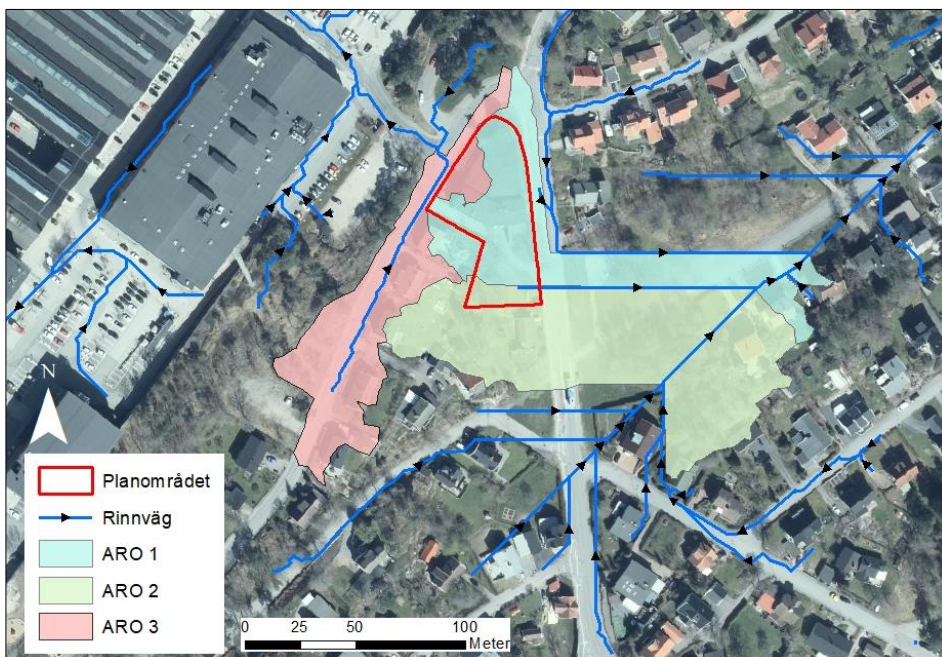 N
Planområdet
Rinnväg
ARO 1
ARO 2
ARO 3
0 25 50 100
Meter